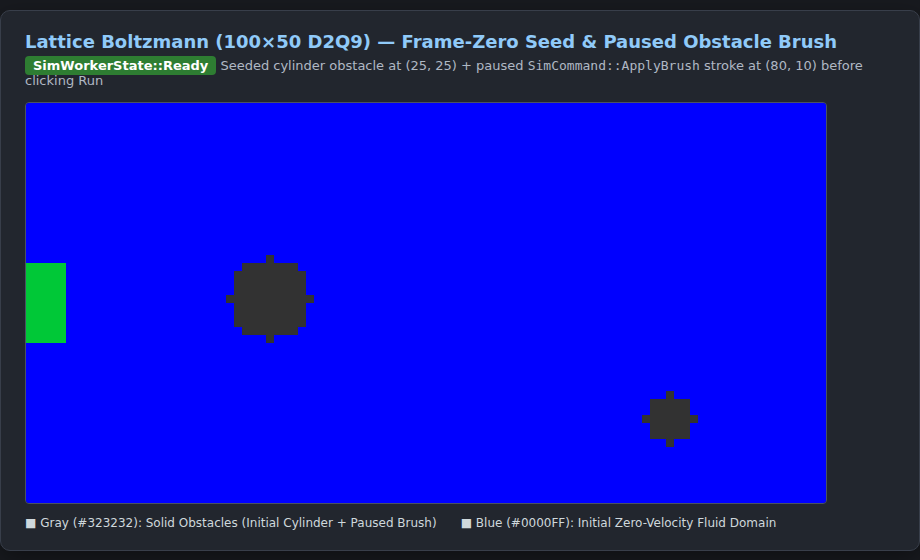 Lattice Boltzmann (100×50 D2Q9) — Frame-Zero Seed & Paused Obstacle Brush
SimWorkerState::Ready Seeded cylinder obstacle at (25, 25) + paused SimCommand::ApplyBrush stroke at (80, 10) before
clicking Run
■ Gray (#323232): Solid Obstacles (Initial Cylinder + Paused Brush) ■ Blue (#0000FF): Initial Zero-Velocity Fluid Domain